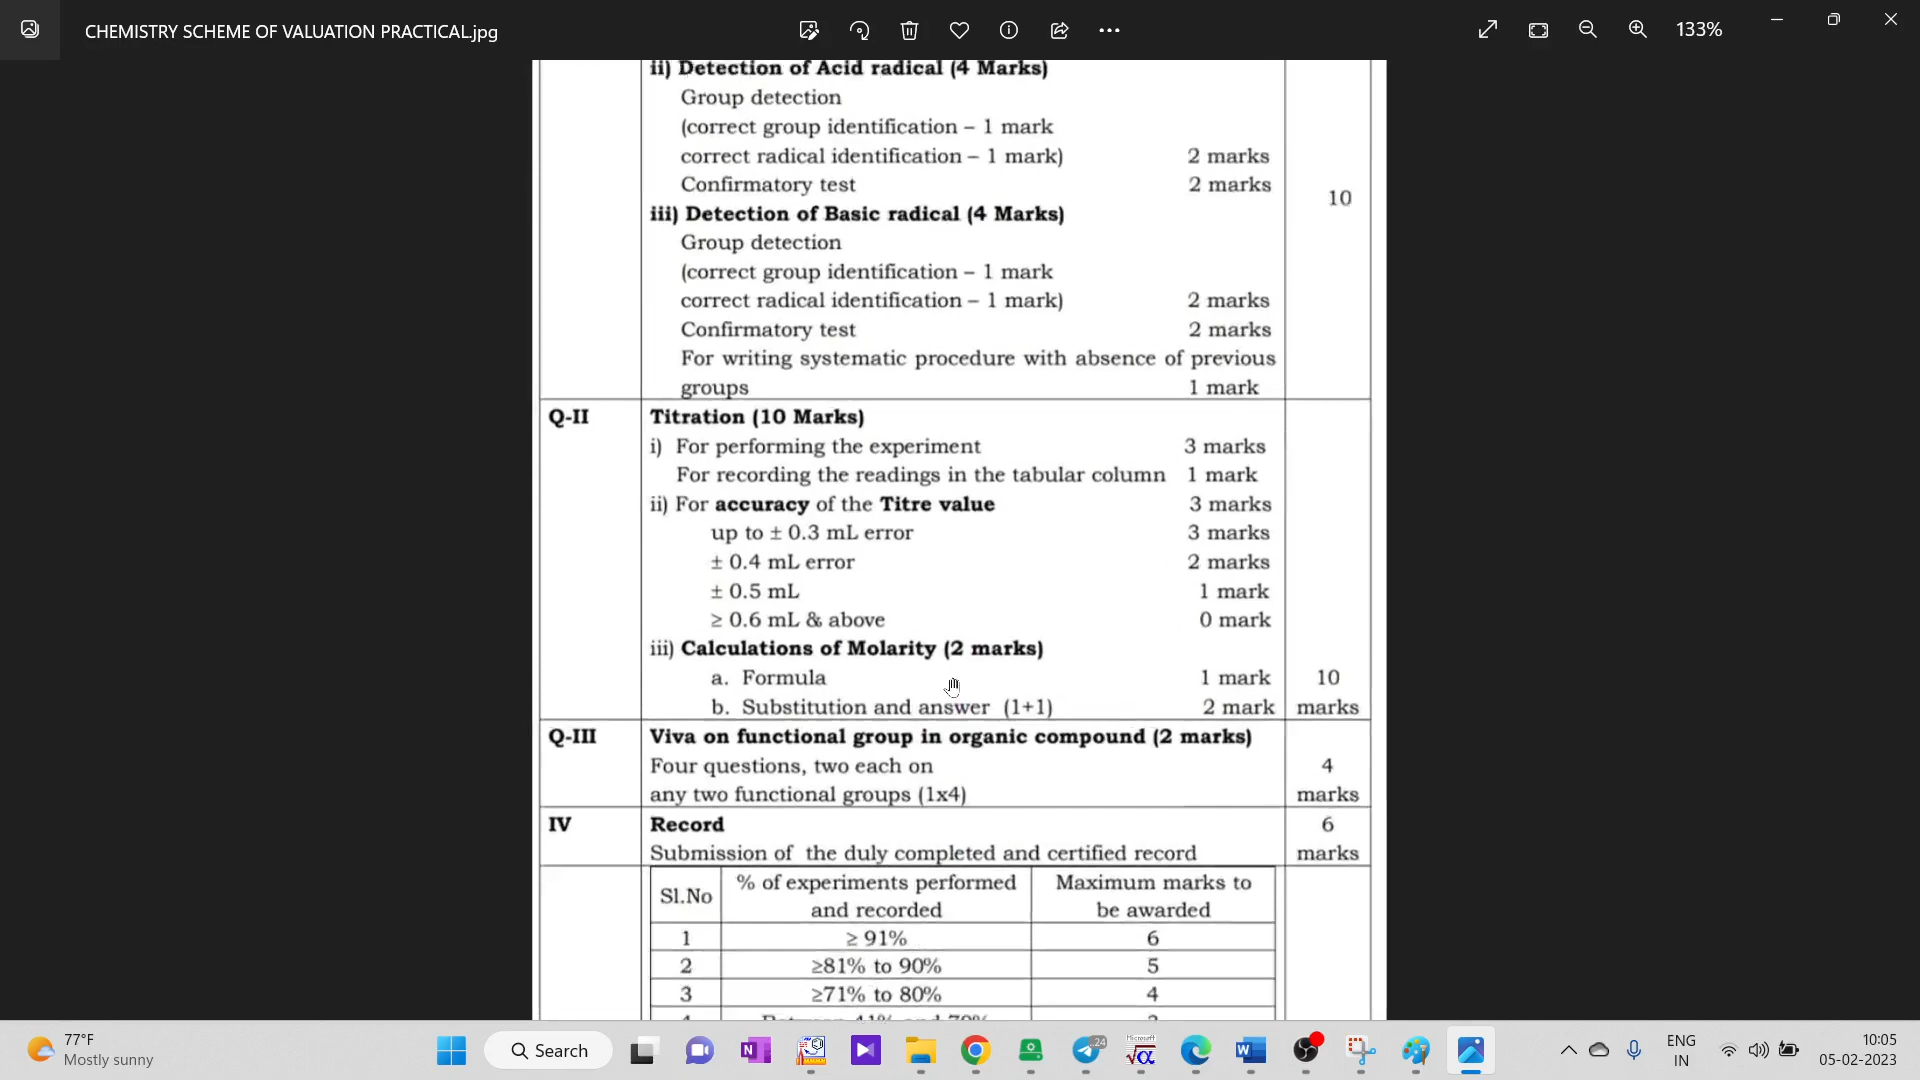 CHEMISTRY SCHEME OF VALUATION PRACTICAL.jpg
133%
ii) Detection of Acid radical (4 Marks)
Group detection
(correct group identification – 1 mark
correct radical identification – 1 mark) 2 marks
Confirmatory test 2 marks
10
iii) Detection of Basic radical (4 Marks)
Group detection
(correct group identification – 1 mark
correct radical identification – 1 mark) 2 marks
Confirmatory test 2 marks
For writing systematic procedure with absence of previous
groups 1 mark
Q-II Titration (10 Marks)
i) For performing the experiment 3 marks
For recording the readings in the tabular column 1 mark
ii) For accuracy of the Titre value 3 marks
up to ± 0.3 mL error 3 marks
± 0.4 mL error 2 marks
± 0.5 mL 1 mark
≥ 0.6 mL & above 0 mark
iii) Calculations of Molarity (2 marks)
a. Formula 1 mark 10
b. Substitution and answer (1+1) 2 mark marks
Q-III Viva on functional group in organic compound (2 marks)
Four questions, two each on 4
any two functional groups (1x4) marks
IV Record 6
Submission of the duly completed and certified record marks
Sl.No % of experiments performed and recorded Maximum marks to be awarded
1 ≥ 91% 6
2 ≥81% to 90% 5
3 ≥71% to 80% 4
77°F
Mostly sunny
Search
24
ENG
IN
10:05
05-02-2023